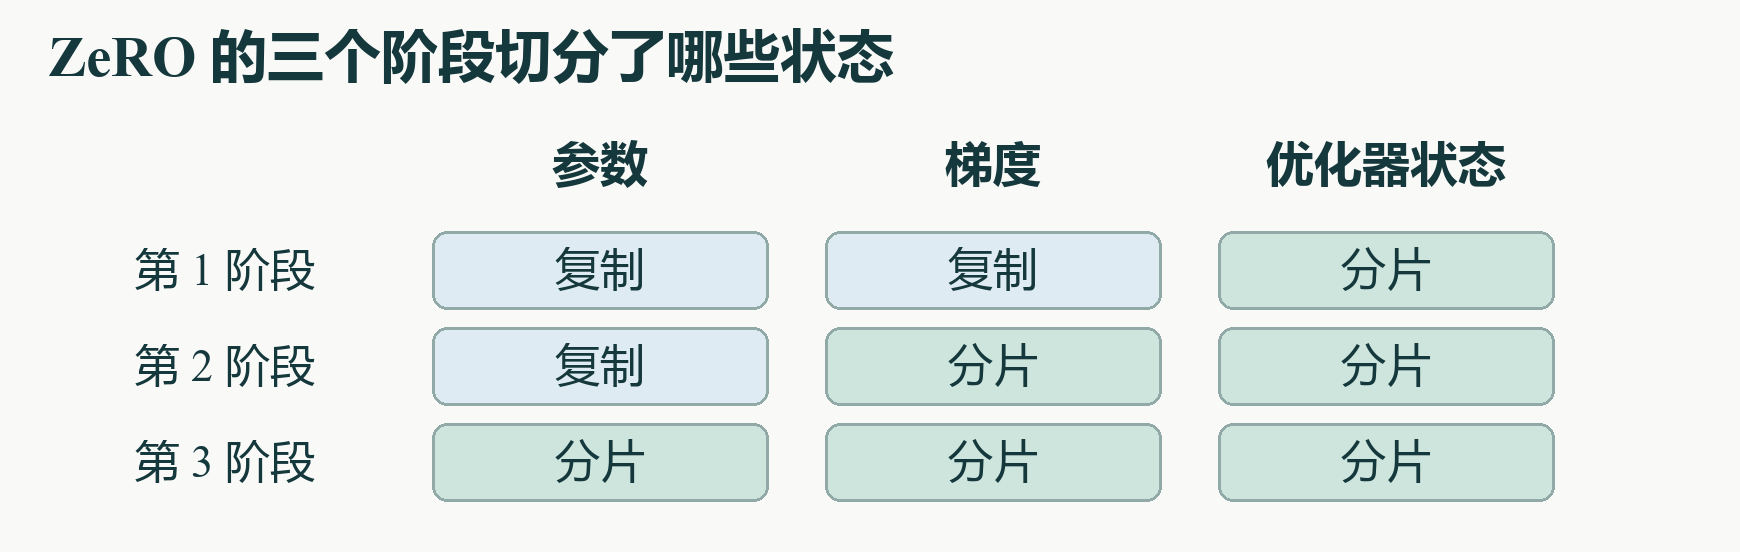 ZeRO 的三个阶段切分了哪些状态
参数 梯度 优化器状态
第 1 阶段 复制 复制 分片
第 2 阶段 复制 分片 分片
第 3 阶段 分片 分片 分片